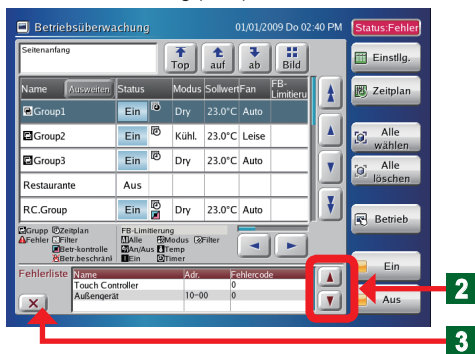 Betriebsüberwachung 01/01/2009 Do 02:40 PM Status:Fehler
Seitenanfang
Top auf ab Bild
Einstllg.
Name Ausweiten Status Modus Sollwert Fan FB-Limitieru
Zeitplan
Group1 Ein Dry 23.0°C Auto
Group2 Ein Kühl. 23.0°C Leise
Alle wählen
Group3 Ein Dry 23.0°C Auto
Alle löschen
Restaurante Aus
RC.Group Ein Dry 23.0°C Auto
Betrieb
Grupp Zeitplan FB-Limitierung
Fehler Filter Alle Modus Filter
Betr-kontrolle An/Aus Temp
Betr.beschräni Ein Timer
Ein
Fehlerliste Name Adr. Fehlercode
Touch Controller 0
Außengerät 10-00 0
Aus
2
3